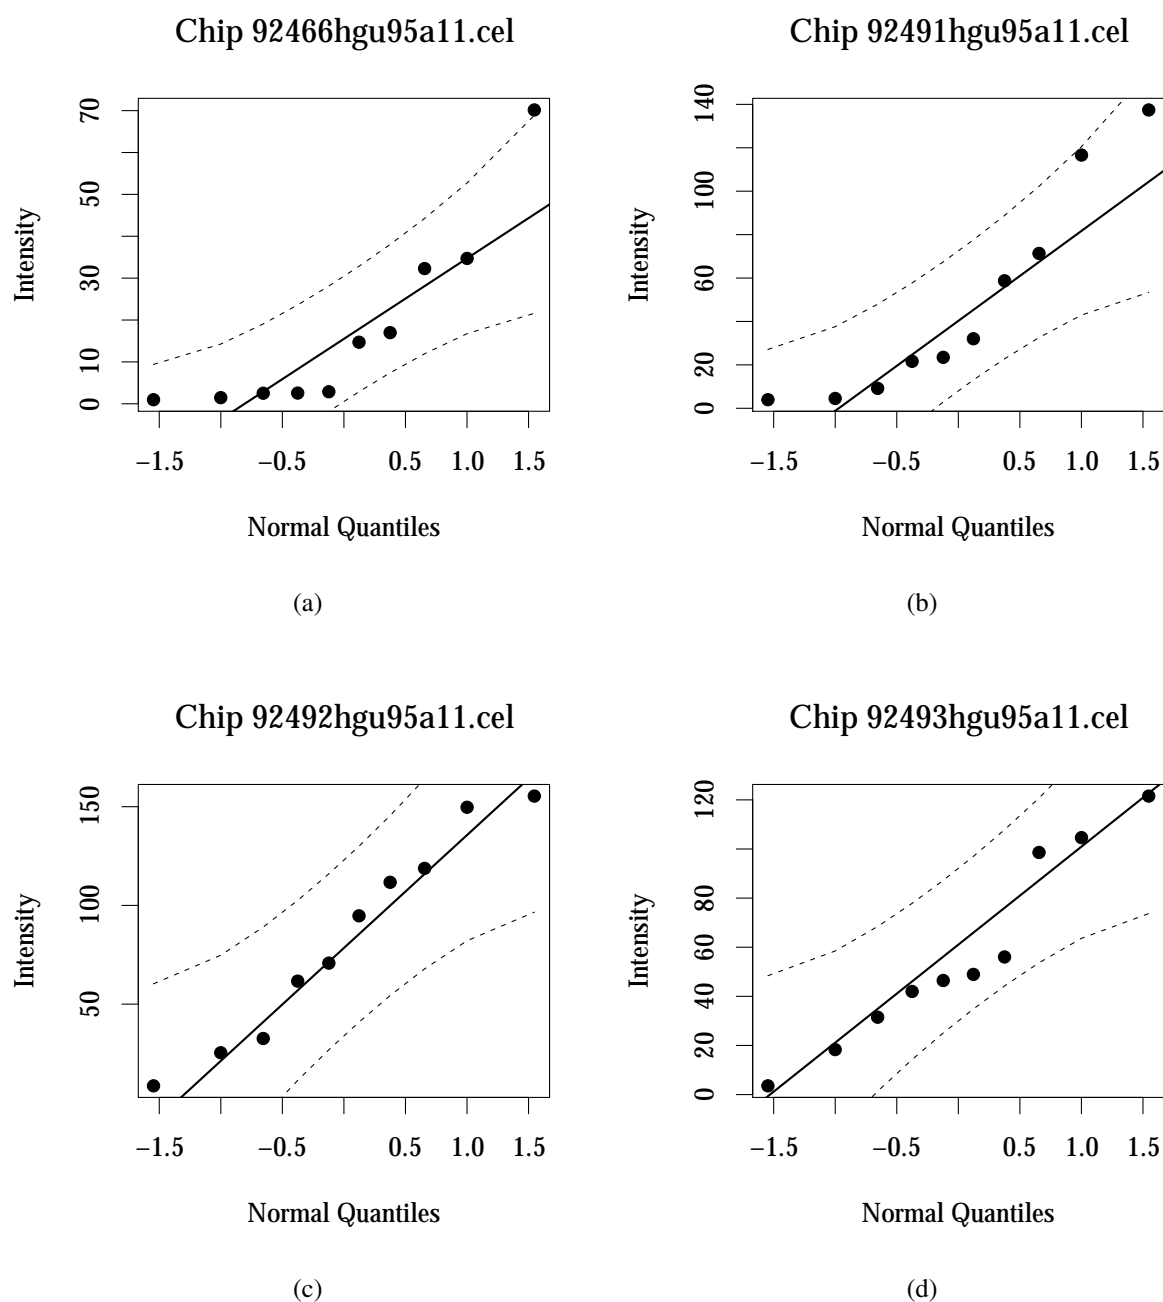 Chip 92466hgu95a11.cel
70
50
30
10
0
Intensity
−1.5 −0.5 0.5 1.0 1.5
Normal Quantiles
(a)
Chip 92491hgu95a11.cel
140
100
60
20
0
Intensity
−1.5 −0.5 0.5 1.0 1.5
Normal Quantiles
(b)
Chip 92492hgu95a11.cel
150
100
50
Intensity
−1.5 −0.5 0.5 1.0 1.5
Normal Quantiles
(c)
Chip 92493hgu95a11.cel
120
80
60
40
20
0
Intensity
−1.5 −0.5 0.5 1.0 1.5
Normal Quantiles
(d)